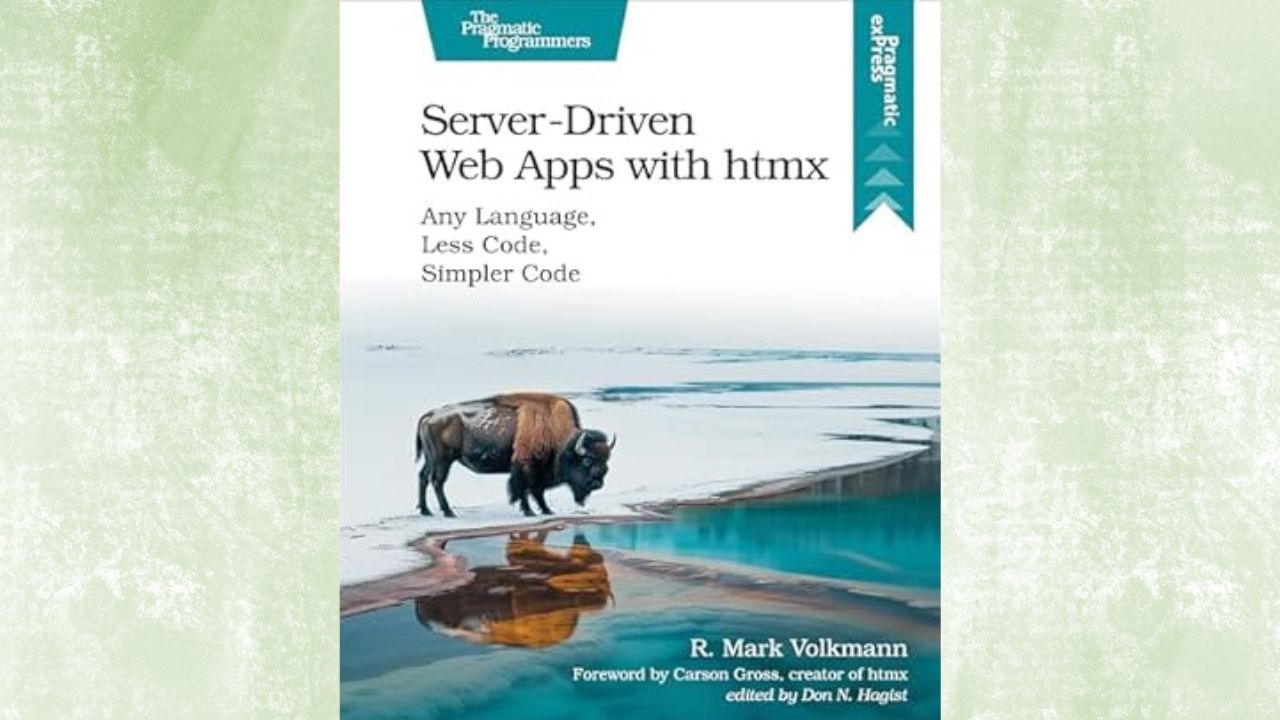 The
Pragmatic
Programmers
Pragmatic
exPress
Server-Driven
Web Apps with htmx
Any Language,
Less Code,
Simpler Code
R. Mark Volkmann
Foreword by Carson Gross, creator of htmx
edited by Don N. Hagist